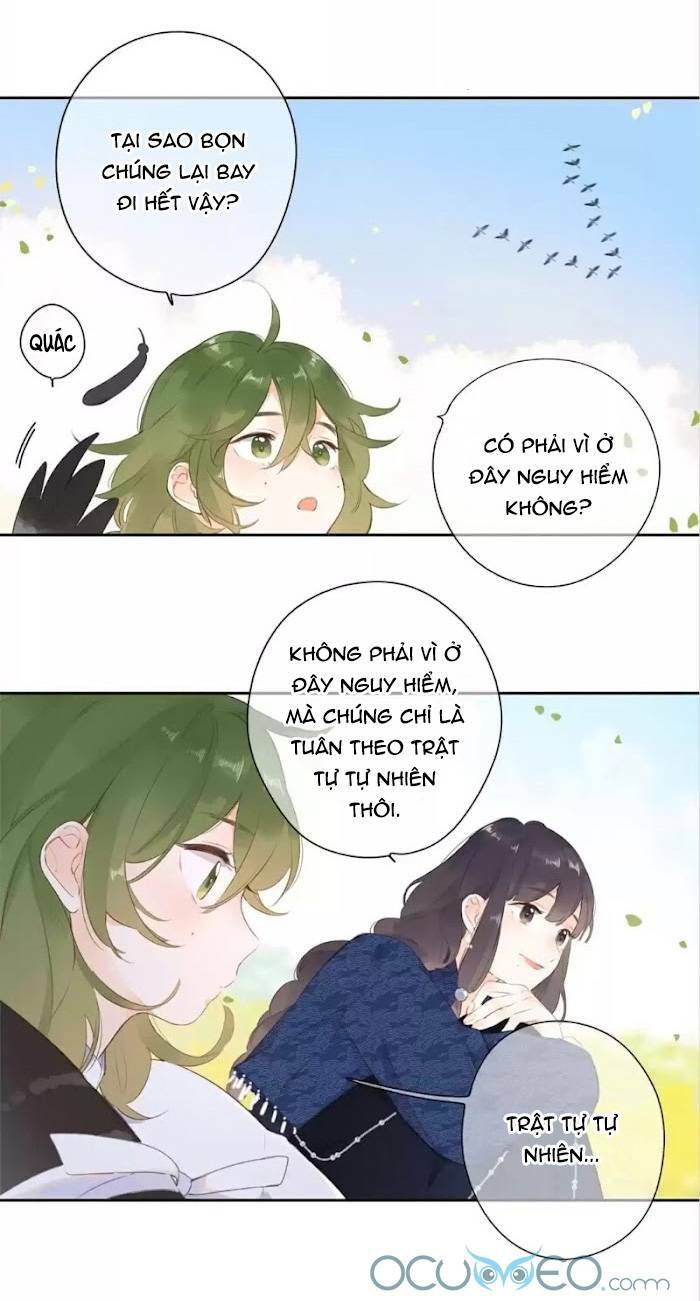 TẠI SAO BỌN
CHÚNG LẠI BAY
ĐI HẾT VẬY?
QUÁC
CÓ PHẢI VÌ Ở
ĐÂY NGUY HIỂM
KHÔNG?
KHÔNG PHẢI VÌ Ở
ĐÂY NGUY HIỂM,
MÀ CHÚNG CHỈ LÀ
TUÂN THEO TRẬT
TỰ TỰ NHIÊN
THÔI.
TRẬT TỰ TỰ
NHIÊN...
OCUMEO.com